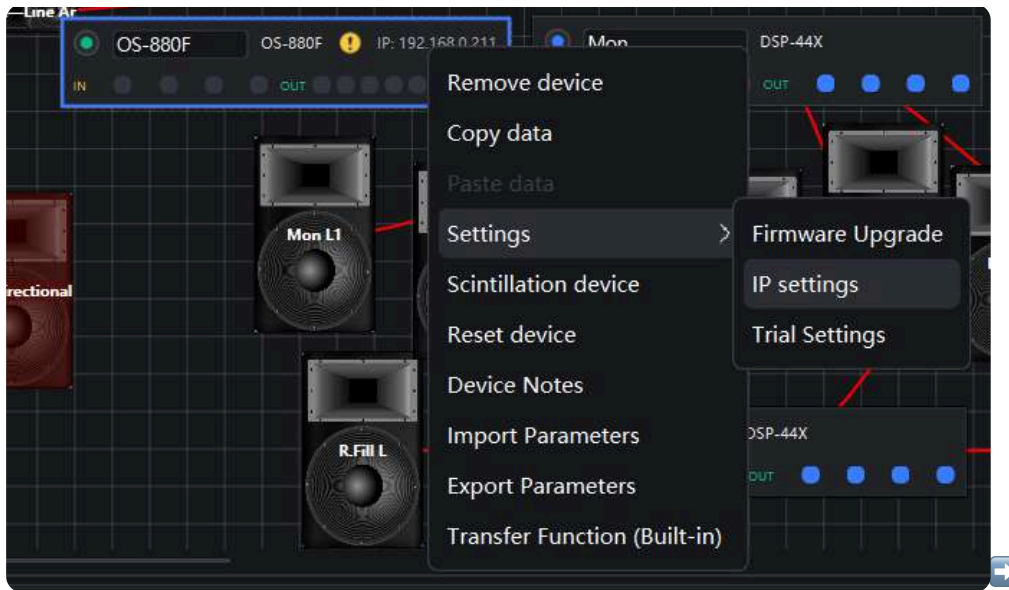 Line Ar
OS-880F OS-880F IP: 192.168.0.211
IN OUT
Mon DSP-44X
OUT
Remove device
Copy data
Paste data
Settings
Scintillation device
Reset device
Device Notes
Import Parameters
Export Parameters
Transfer Function (Built-in)
Firmware Upgrade
IP settings
Trial Settings
Mon L1
rectional
R.Fill L
DSP-44X
OUT